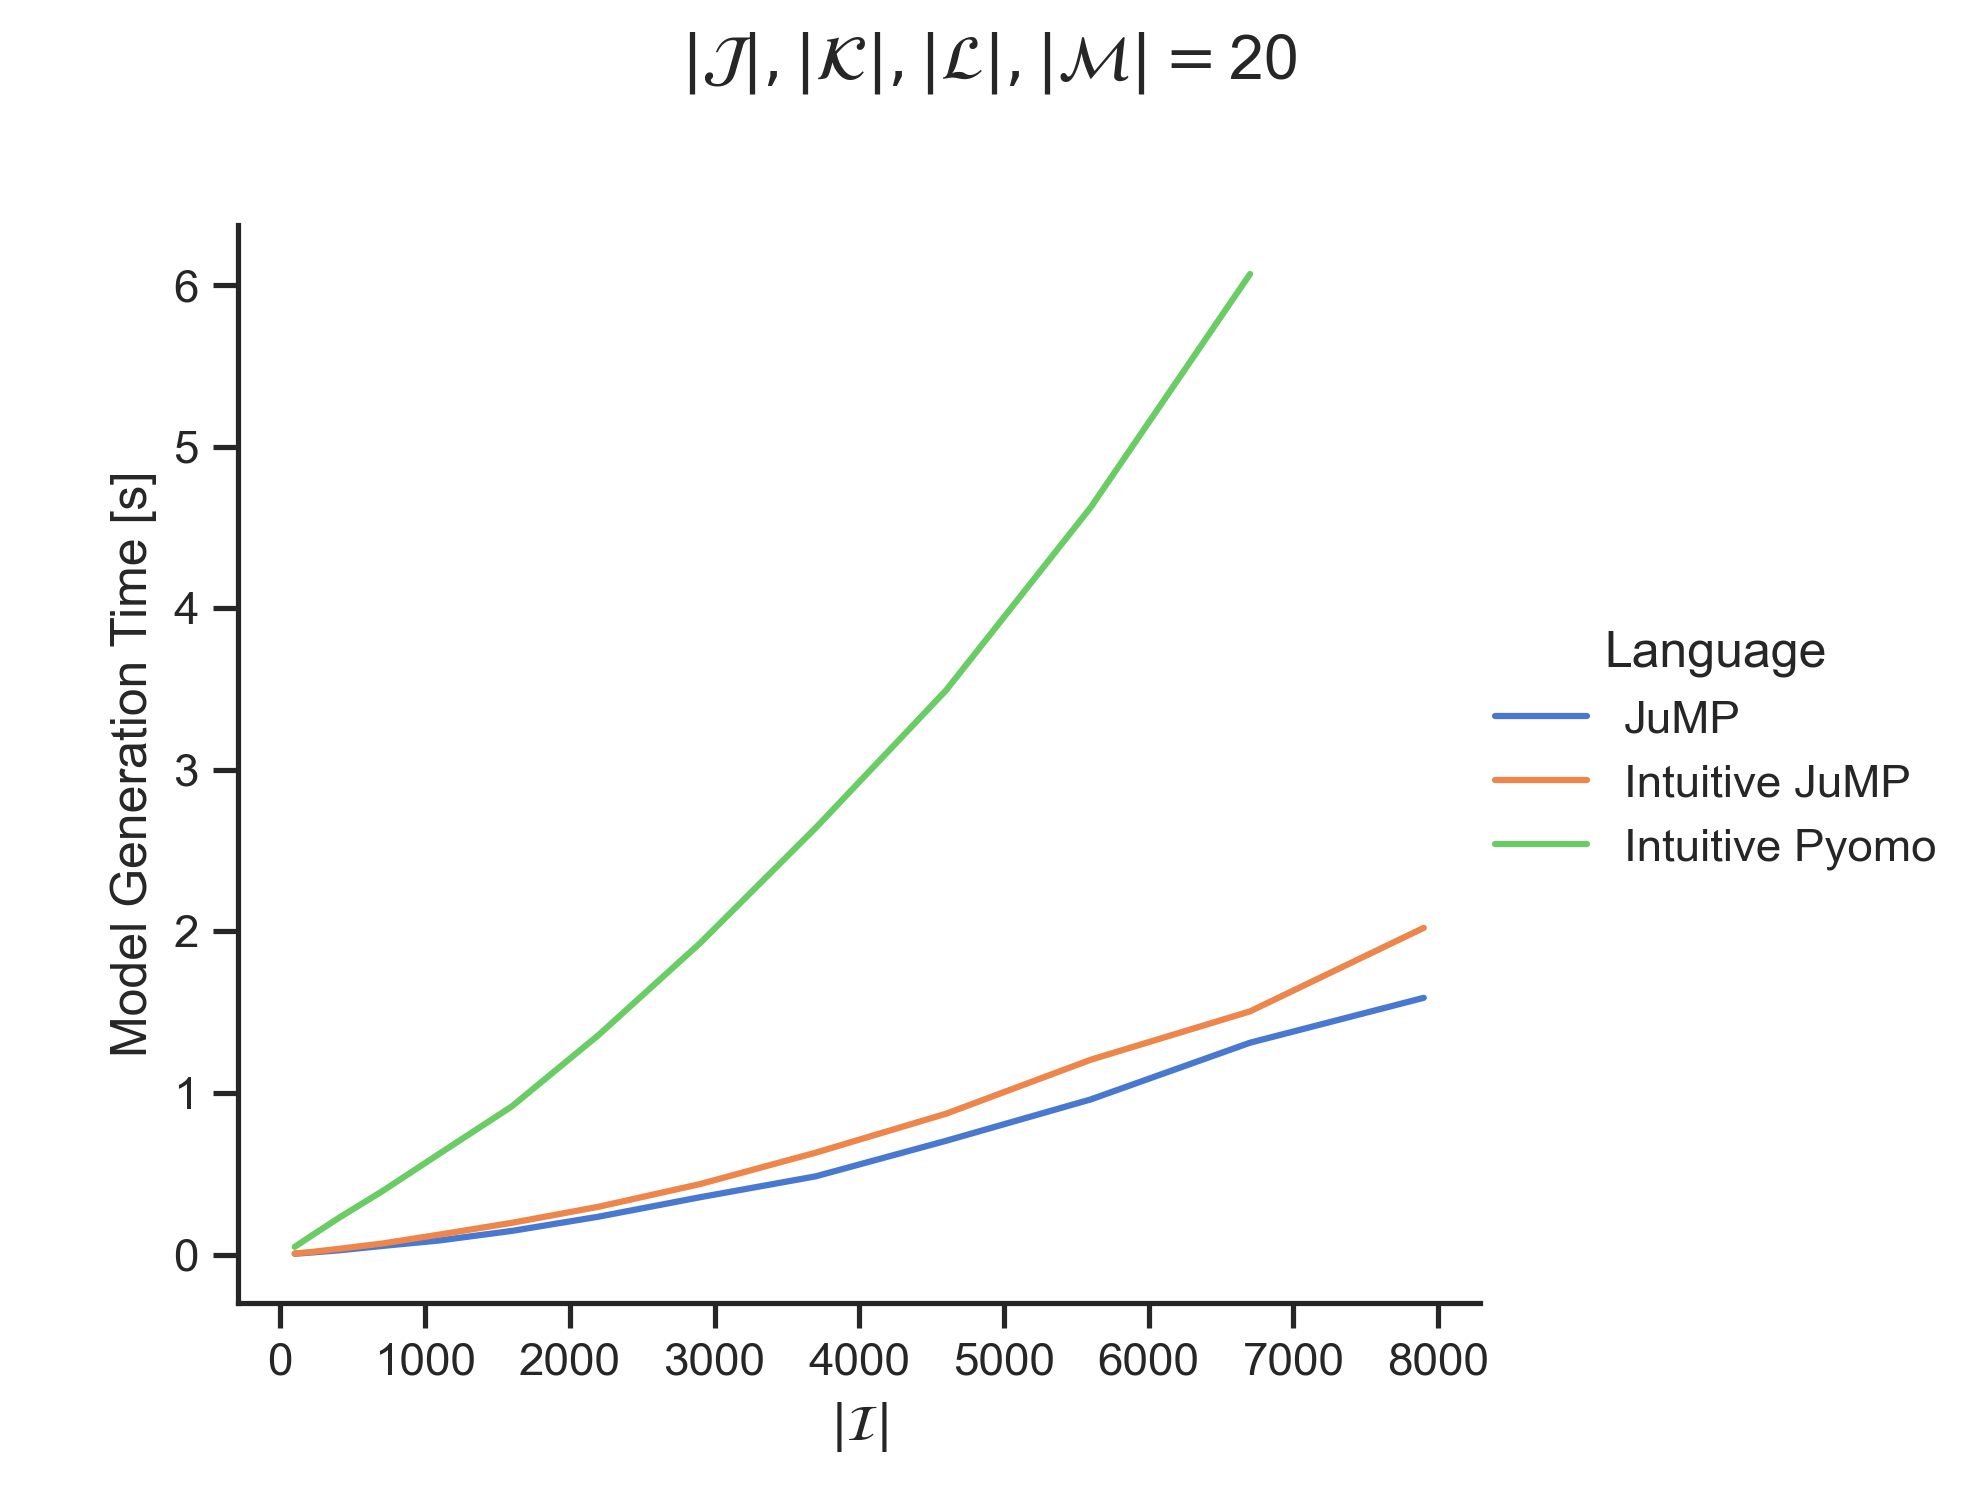 |𝒥|, |𝒦|, |ℒ|, |ℳ| = 20
Model Generation Time [s]
6
5
4
3
2
1
0
0 1000 2000 3000 4000 5000 6000 7000 8000
|ℐ|
Language
JuMP
Intuitive JuMP
Intuitive Pyomo